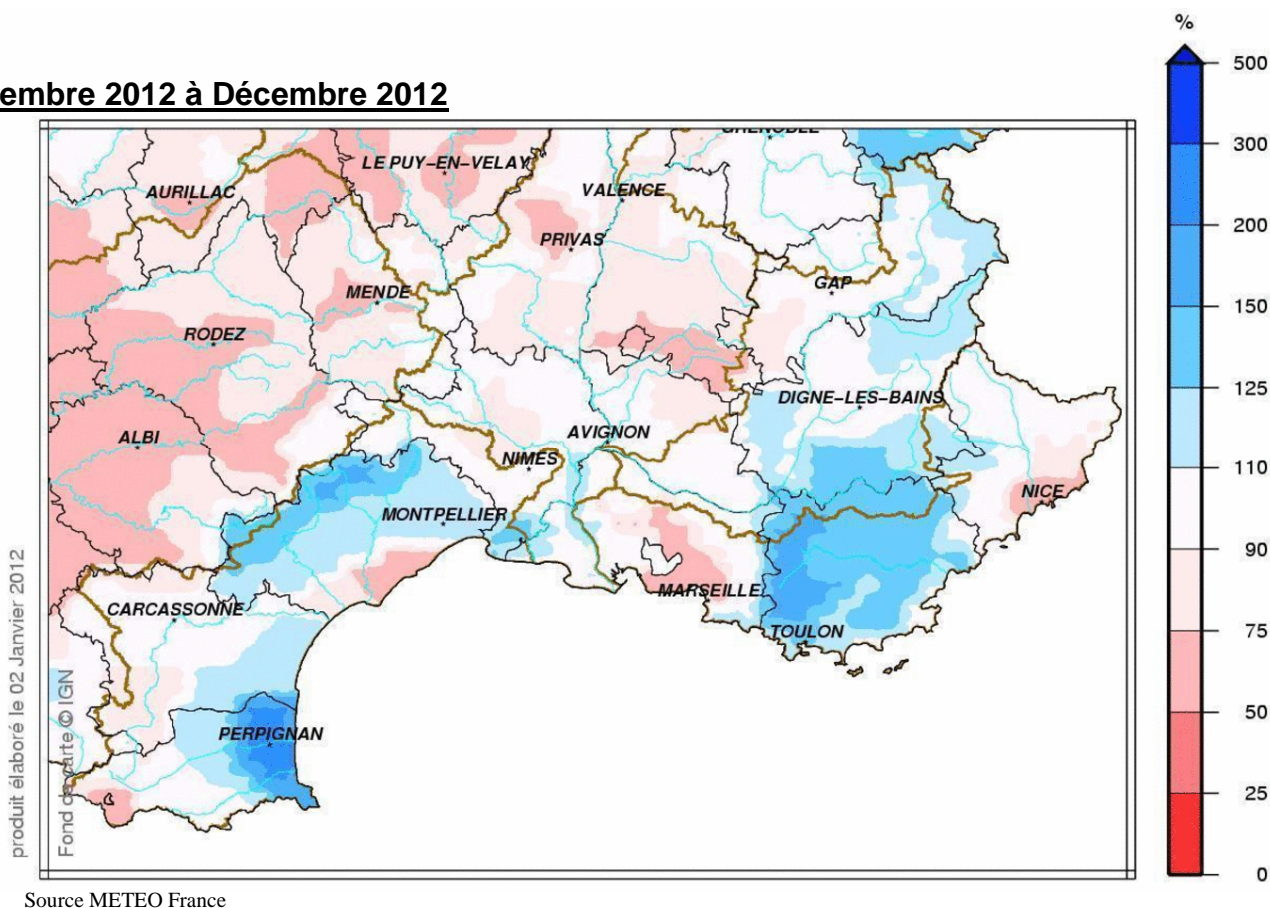 %
embre 2012 à Décembre 2012
500
300
200
150
125
110
90
75
50
25
0
GRENOBLE
LE PUY-EN-VELAY
AURILLAC
VALENCE
PRIVAS
GAP
MENDE
RODEZ
DIGNE-LES-BAINS
ALBI
AVIGNON
NIMES
NICE
MONTPELLIER
MARSEILLE
CARCASSONNE
TOULON
PERPIGNAN
produit élaboré le 02 Janvier 2012
Fond de carte © IGN
Source METEO France